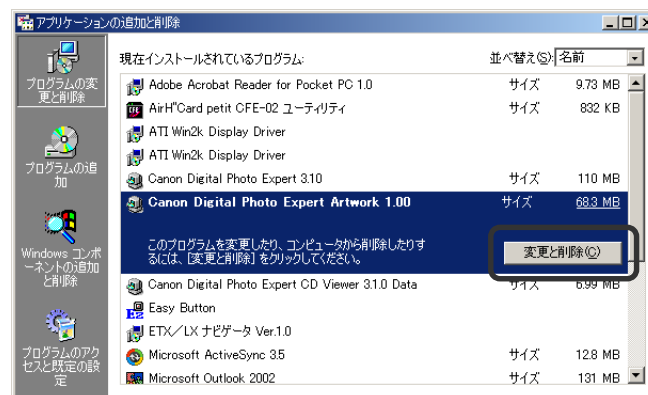 アプリケーションの追加と削除
プログラムの変
更と削除
プログラムの追
加
Windows コンポ
ーネントの追加
と削除
プログラムのアク
セスと既定の設
定
現在インストールされているプログラム:
並べ替え(S): 名前
Adobe Acrobat Reader for Pocket PC 1.0 サイズ 9.73 MB
AirH"Card petit CFE-02 ユーティリティ サイズ 832 KB
ATI Win2k Display Driver
ATI Win2k Display Driver
Canon Digital Photo Expert 3.10 サイズ 110 MB
Canon Digital Photo Expert Artwork 1.00 サイズ 68.3 MB
このプログラムを変更したり、コンピュータから削除したりす
るには、[変更と削除] をクリックしてください。
変更と削除(C)
Canon Digital Photo Expert CD Viewer 3.1.0 Data サイズ 6.99 MB
Easy Button
ETX／LX ナビゲータ Ver.1.0
Microsoft ActiveSync 3.5 サイズ 12.8 MB
Microsoft Outlook 2002 サイズ 131 MB